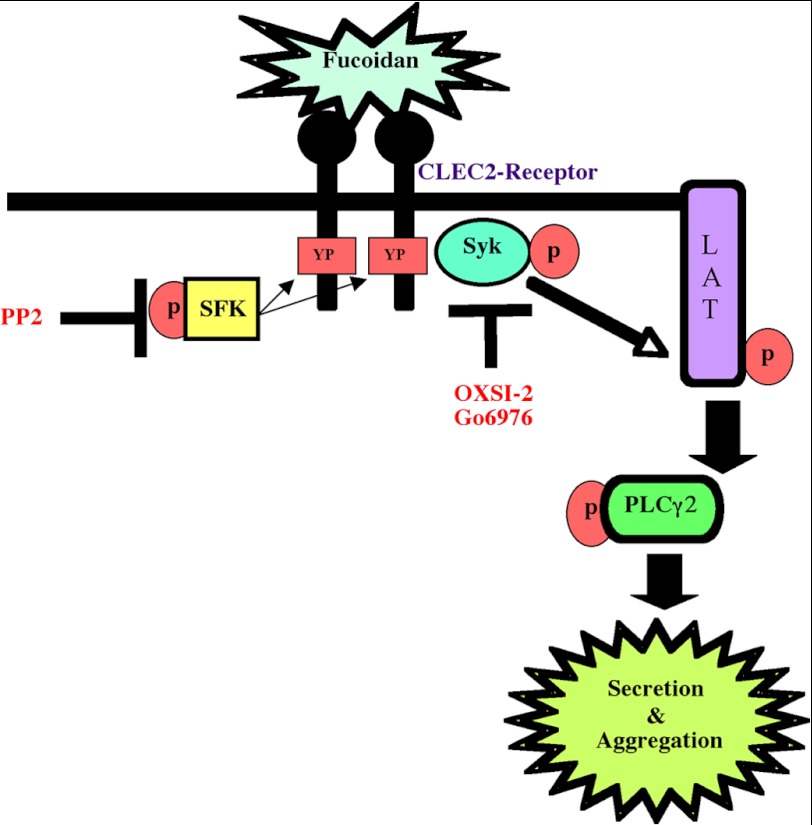 Fucoidan
CLEC2-Receptor
YP
YP
Syk
p
L
A
T
PP2
p
SFK
p
OXSI-2
Go6976
p
PLCγ2
Secretion
&
Aggregation